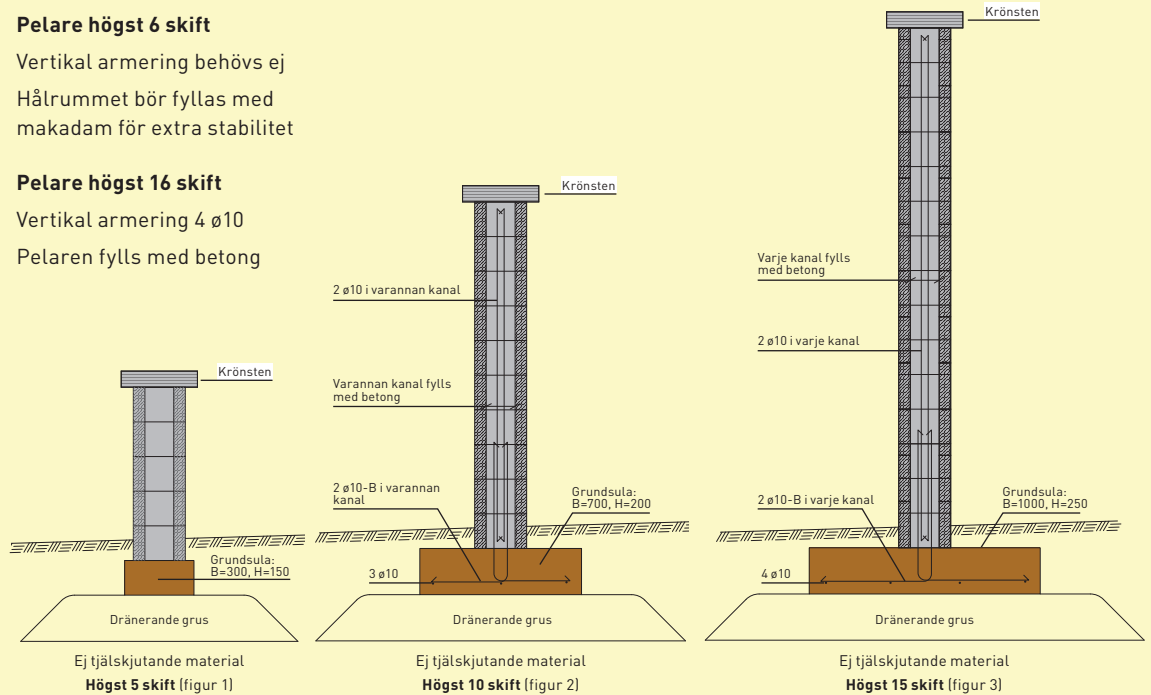 Pelare högst 6 skift
Vertikal armering behövs ej
Hålrummet bör fyllas med
makadam för extra stabilitet
Pelare högst 16 skift
Vertikal armering 4 ø10
Pelaren fylls med betong
Krönsten
Grundsula:
B=300, H=150
Dränerande grus
Ej tjälskjutande material
Högst 5 skift (figur 1)
Krönsten
2 ø10 i varannan kanal
Varannan kanal fylls
med betong
2 ø10-B i varannan
kanal
Grundsula:
B=700, H=200
3 ø10
Dränerande grus
Ej tjälskjutande material
Högst 10 skift (figur 2)
Krönsten
Varje kanal fylls
med betong
2 ø10 i varje kanal
2 ø10-B i varje kanal
Grundsula:
B=1000, H=250
4 ø10
Dränerande grus
Ej tjälskjutande material
Högst 15 skift (figur 3)